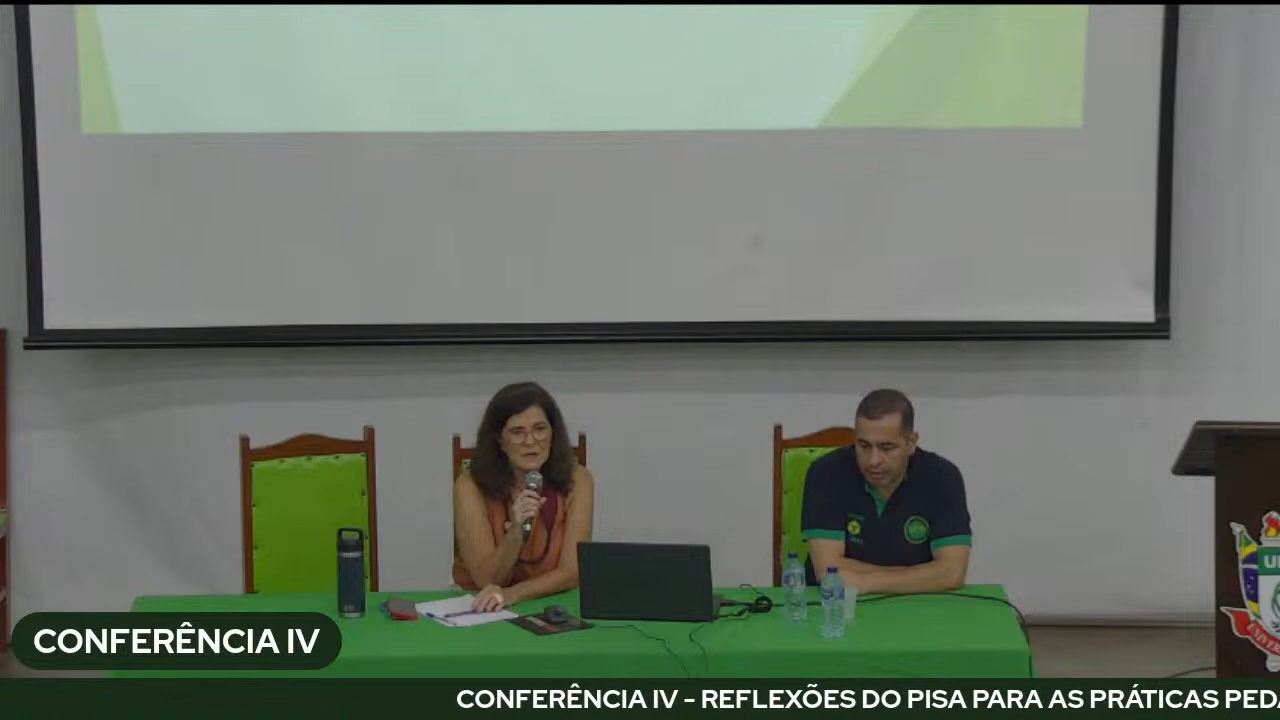 CONFERÊNCIA IV
CONFERÊNCIA IV - REFLEXÕES DO PISA PARA AS PRÁTICAS PED